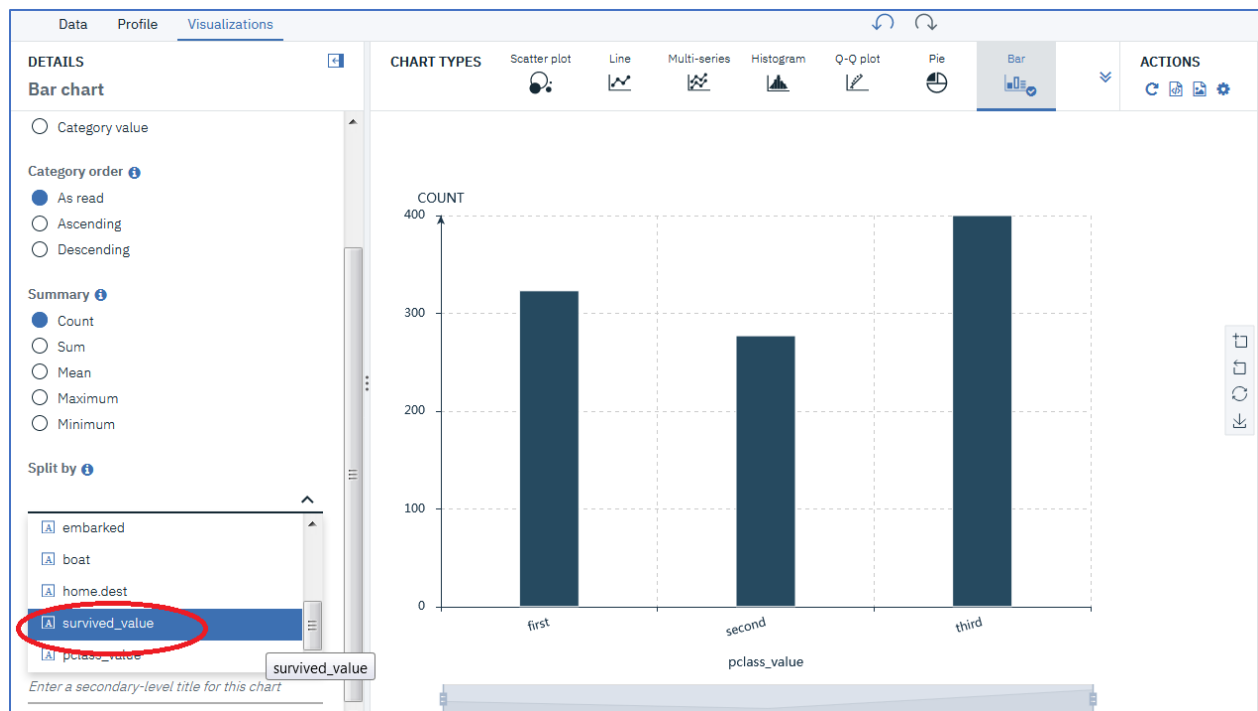 Data Profile Visualizations
DETAILS
Bar chart
Category value
Category order
As read
Ascending
Descending
Summary
Count
Sum
Mean
Maximum
Minimum
Split by
embarked
boat
home.dest
survived_value
pclass_value
survived_value
Enter a secondary-level title for this chart
CHART TYPES
Scatter plot
Line
Multi-series
Histogram
Q-Q plot
Pie
Bar
ACTIONS
COUNT
400
300
200
100
0
first
second
third
pclass_value